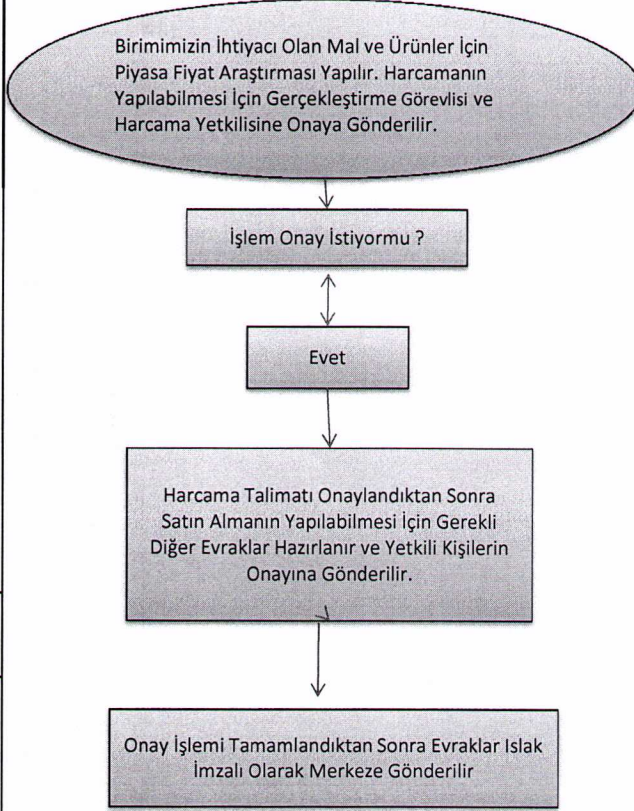 Birimimizin İhtiyacı Olan Mal ve Ürünler İçin
Piyasa Fiyat Araştırması Yapılır. Harcamanın
Yapılabilmesi İçin Gerçekleştirme Görevlisi ve
Harcama Yetkilisine Onaya Gönderilir.
İşlem Onay İstiyormu ?
Evet
Harcama Talimatı Onaylandıktan Sonra
Satın Almanın Yapılabilmesi İçin Gerekli
Diğer Evraklar Hazırlanır ve Yetkili Kişilerin
Onayına Gönderilir.
Onay İşlemi Tamamlandıktan Sonra Evraklar Islak
İmzalı Olarak Merkeze Gönderilir